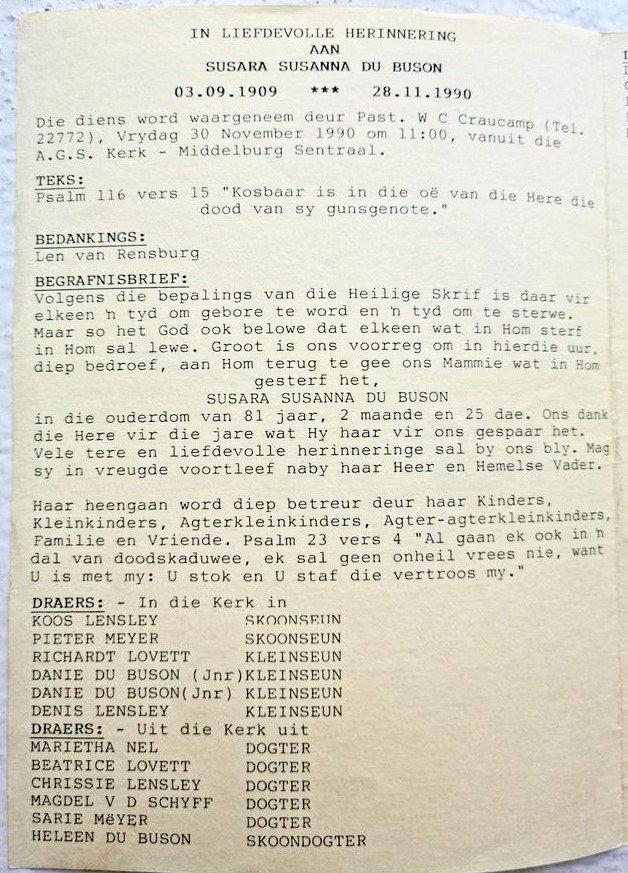 IN LIEFDEVOLLE HERINNERING
AAN
SUSARA SUSANNA DU BUSON
03.09.1909 *** 28.11.1990
Die diens word waargeneem deur Past. W C Craucamp (Tel.
22772), Vrydag 30 November 1990 om 11:00, vanuit die
A.G.S. Kerk - Middelburg Sentraal.
TEKS:
Psalm 116 vers 15 "Kosbaar is in die oë van die Here die
dood van sy gunsgenote."
BEDANKINGS:
Len van Rensburg
BEGRAFNISBRIEF:
Volgens die bepalings van die Heilige Skrif is daar vir
elkeen 'n tyd om gebore te word en 'n tyd om te sterwe.
Maar so het God ook belowe dat elkeen wat in Hom sterf
in Hom sal lewe. Groot is ons voorreg om in hierdie uur,
diep bedroef, aan Hom terug te gee ons Mammie wat in Hom
gesterf het,
SUSARA SUSANNA DU BUSON
in die ouderdom van 81 jaar, 2 maande en 25 dae. Ons dank
die Here vir die jare wat Hy haar vir ons gespaar het.
Vele tere en liefdevolle herinneringe sal by ons bly. Mag
sy in vreugde voortleef naby haar Heer en Hemelse Vader.
Haar heengaan word diep betreur deur haar Kinders,
Kleinkinders, Agterkleinkinders, Agter-agterkleinkinders,
Familie en Vriende. Psalm 23 vers 4 "Al gaan ek ook in 'n
dal van doodskaduwee, ek sal geen onheil vrees nie, want
U is met my: U stok en U staf die vertroos my."
DRAERS: - In die Kerk in
KOOS LENSLEY SKOONSEUN
PIETER MEYER SKOONSEUN
RICHARDT LOVETT KLEINSEUN
DANIE DU BUSON (Jnr)KLEINSEUN
DANIE DU BUSON(Jnr) KLEINSEUN
DENIS LENSLEY KLEINSEUN
DRAERS: - Uit die Kerk uit
MARIETHA NEL DOGTER
BEATRICE LOVETT DOGTER
CHRISSIE LENSLEY DOGTER
MAGDEL V D SCHYFF DOGTER
SARIE MëYER DOGTER
HELEEN DU BUSON SKOONDOGTER